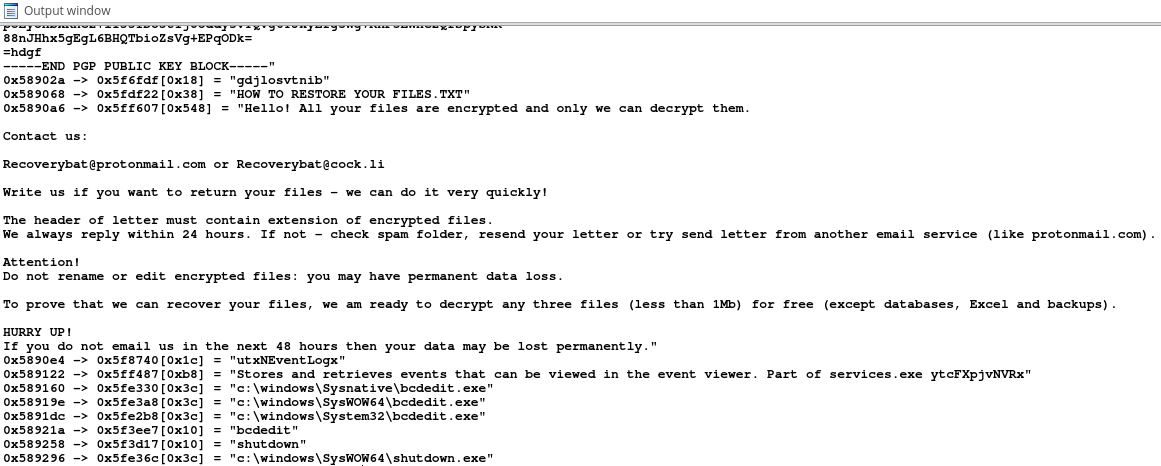 Output window
88nJHhx5gEgL6BHQTbioZsVg+EPqODk=
=hdgf
-----END PGP PUBLIC KEY BLOCK-----"
0x58902a -> 0x5f6fdf[0x18] = "gdjlosvtnib"
0x589068 -> 0x5fdf22[0x38] = "HOW TO RESTORE YOUR FILES.TXT"
0x5890a6 -> 0x5ff607[0x548] = "Hello! All your files are encrypted and only we can decrypt them.
Contact us:
Recoverybat@protonmail.com or Recoverybat@cock.li
Write us if you want to return your files - we can do it very quickly!
The header of letter must contain extension of encrypted files.
We always reply within 24 hours. If not - check spam folder, resend your letter or try send letter from another email service (like protonmail.com).
Attention!
Do not rename or edit encrypted files: you may have permanent data loss.
To prove that we can recover your files, we am ready to decrypt any three files (less than 1Mb) for free (except databases, Excel and backups).
HURRY UP!
If you do not email us in the next 48 hours then your data may be lost permanently."
0x5890e4 -> 0x5f8740[0x1c] = "utxNEventLogx"
0x589122 -> 0x5ff487[0xb8] = "Stores and retrieves events that can be viewed in the event viewer. Part of services.exe ytcFXpjvNVRx"
0x589160 -> 0x5fe330[0x3c] = "c:\windows\Sysnative\bcdedit.exe"
0x58919e -> 0x5fe3a8[0x3c] = "c:\windows\SysWOW64\bcdedit.exe"
0x5891dc -> 0x5fe2b8[0x3c] = "c:\windows\System32\bcdedit.exe"
0x58921a -> 0x5f3ee7[0x10] = "bcdedit"
0x589258 -> 0x5f3d17[0x10] = "shutdown"
0x589296 -> 0x5fe36c[0x3c] = "c:\windows\SysWOW64\shutdown.exe"